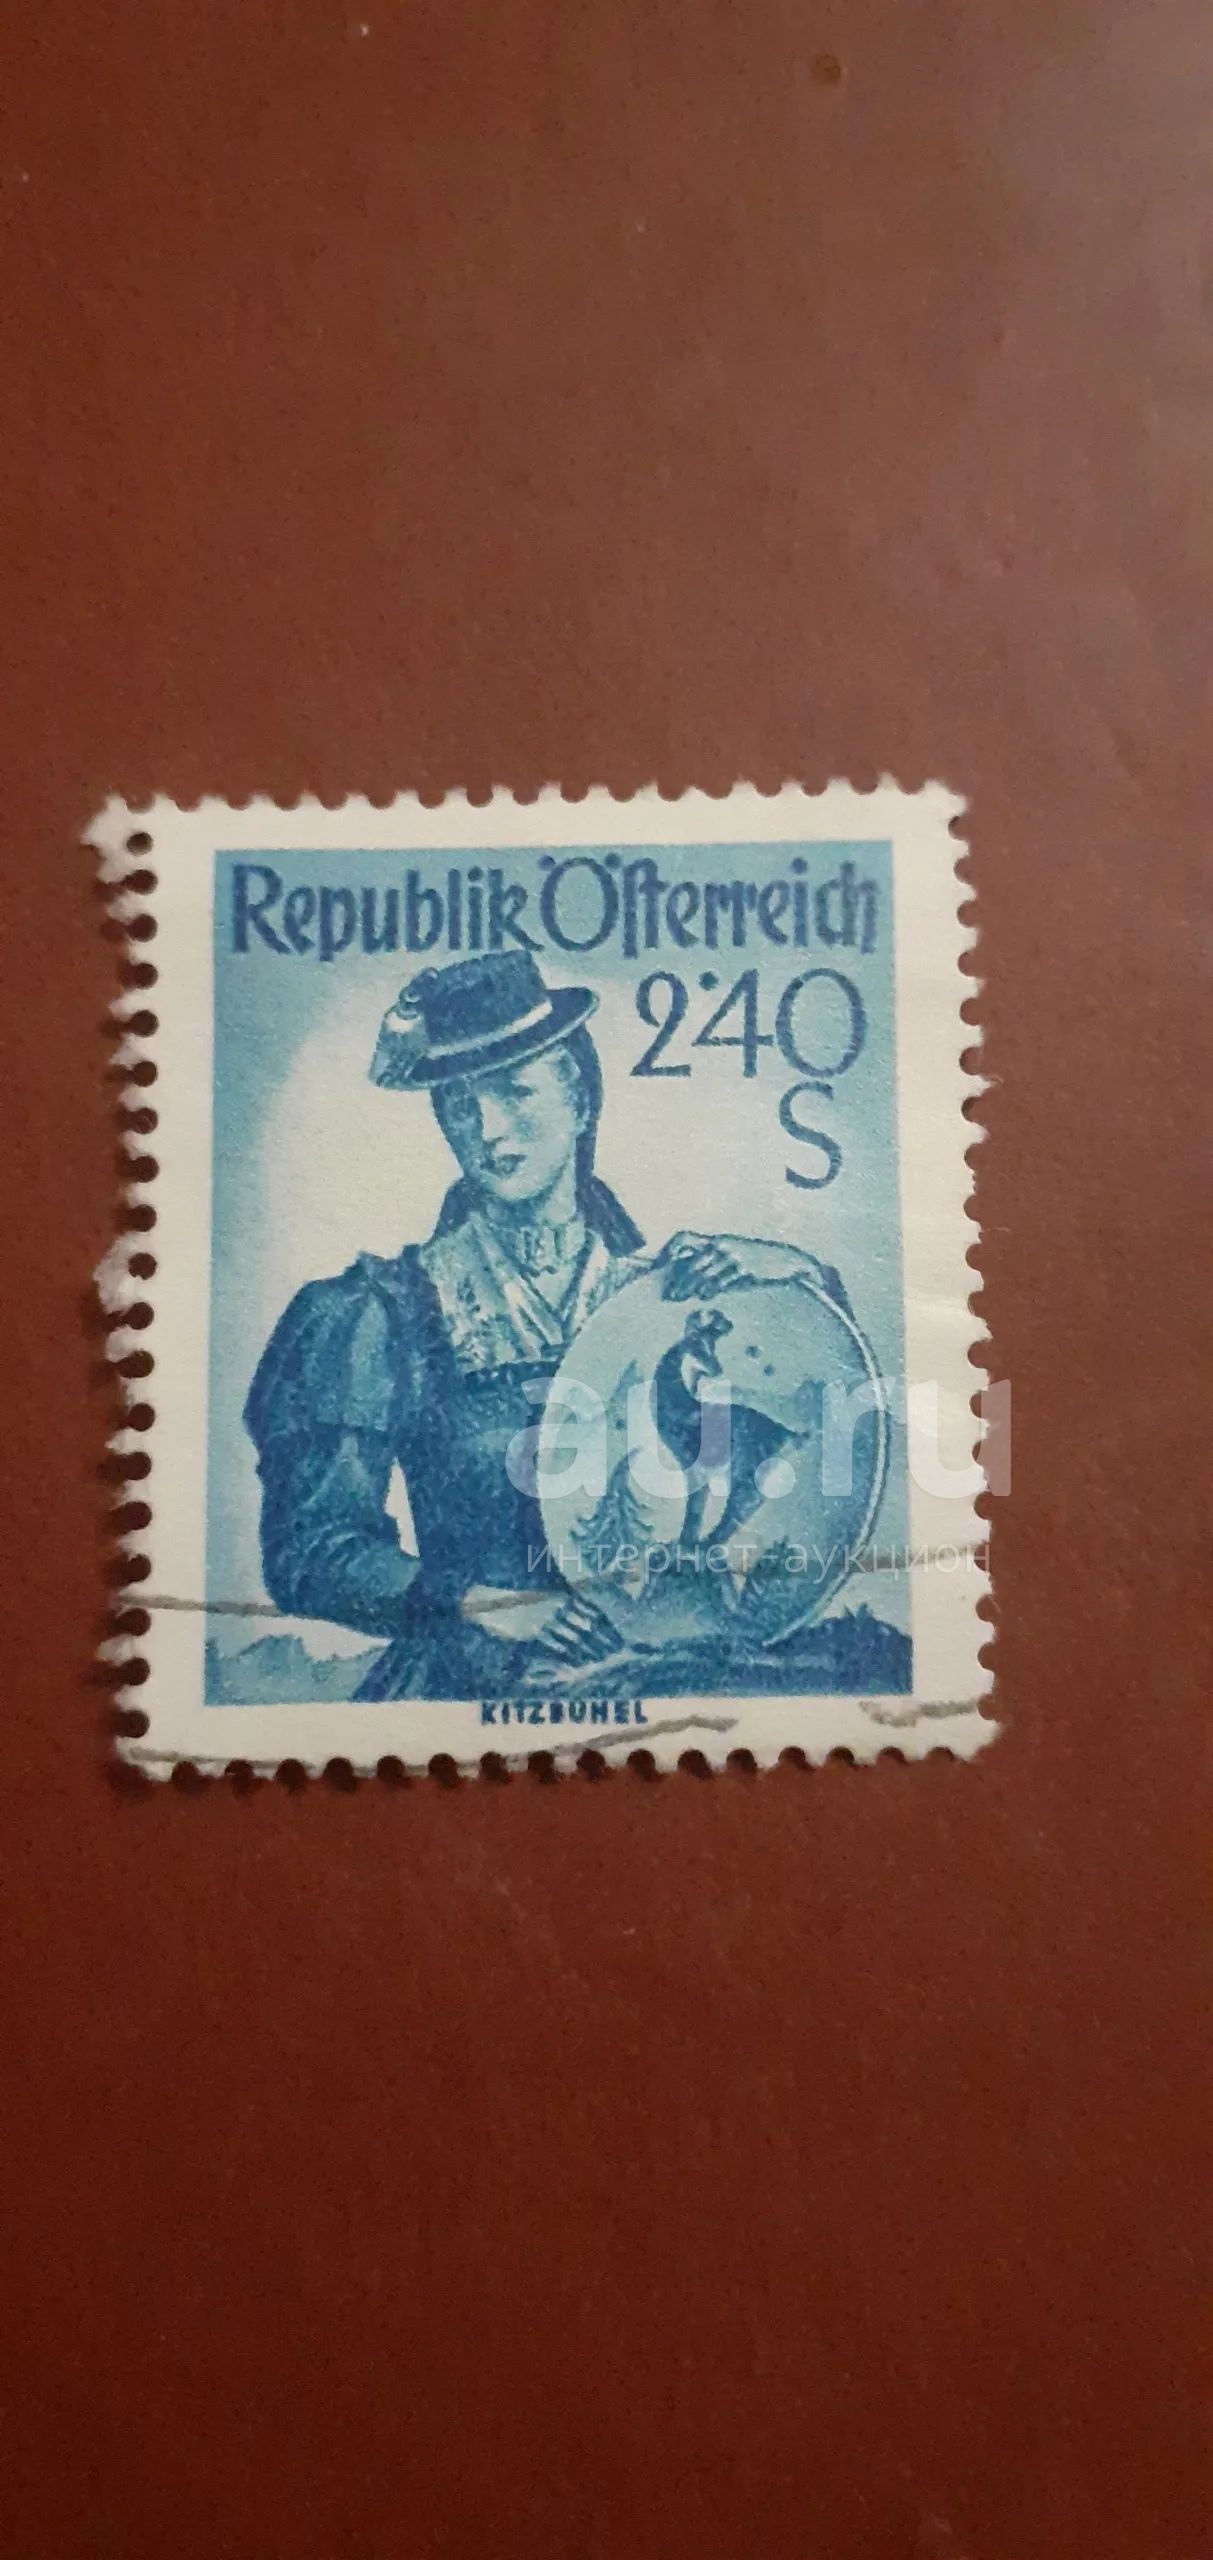 Republik Öſterreich
2·40
S
au.ru
интернет-аукцион
KITZBÜHEL